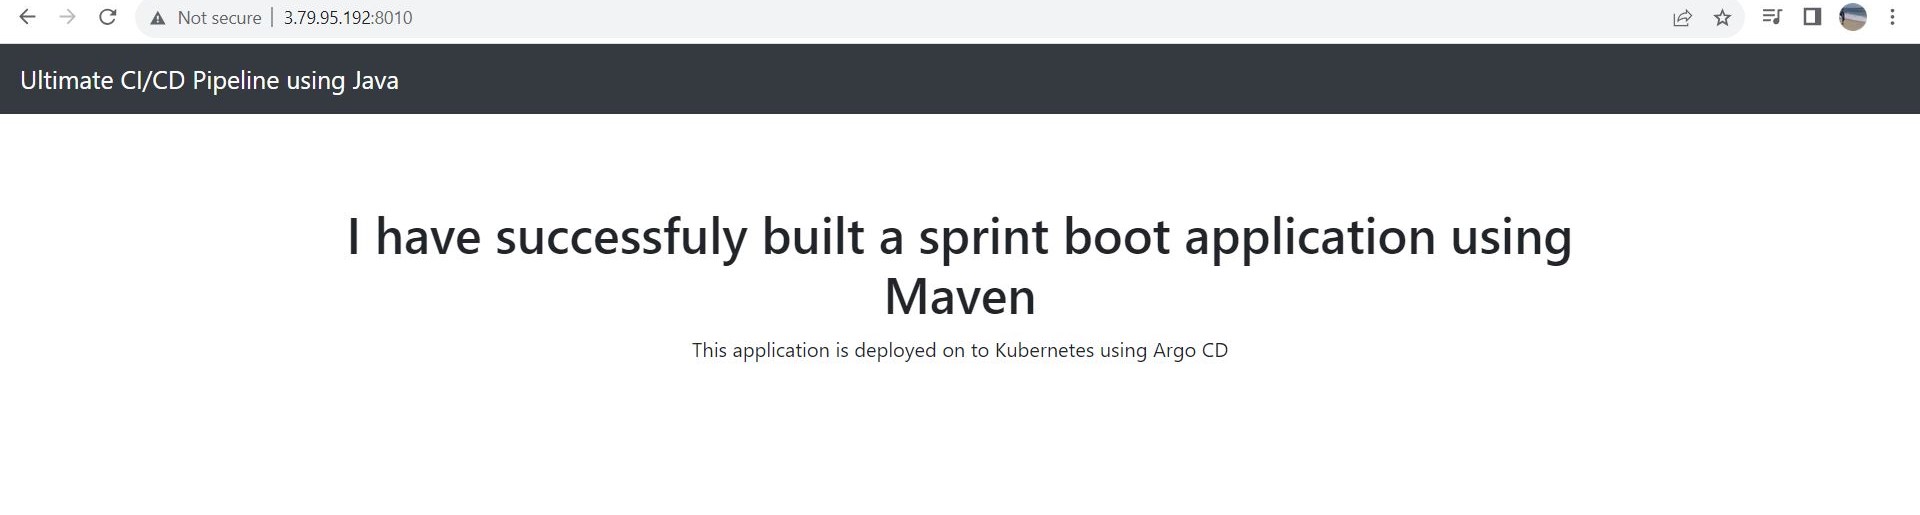 Not secure | 3.79.95.192:8010
Ultimate CI/CD Pipeline using Java
I have successfuly built a sprint boot application using
Maven
This application is deployed on to Kubernetes using Argo CD